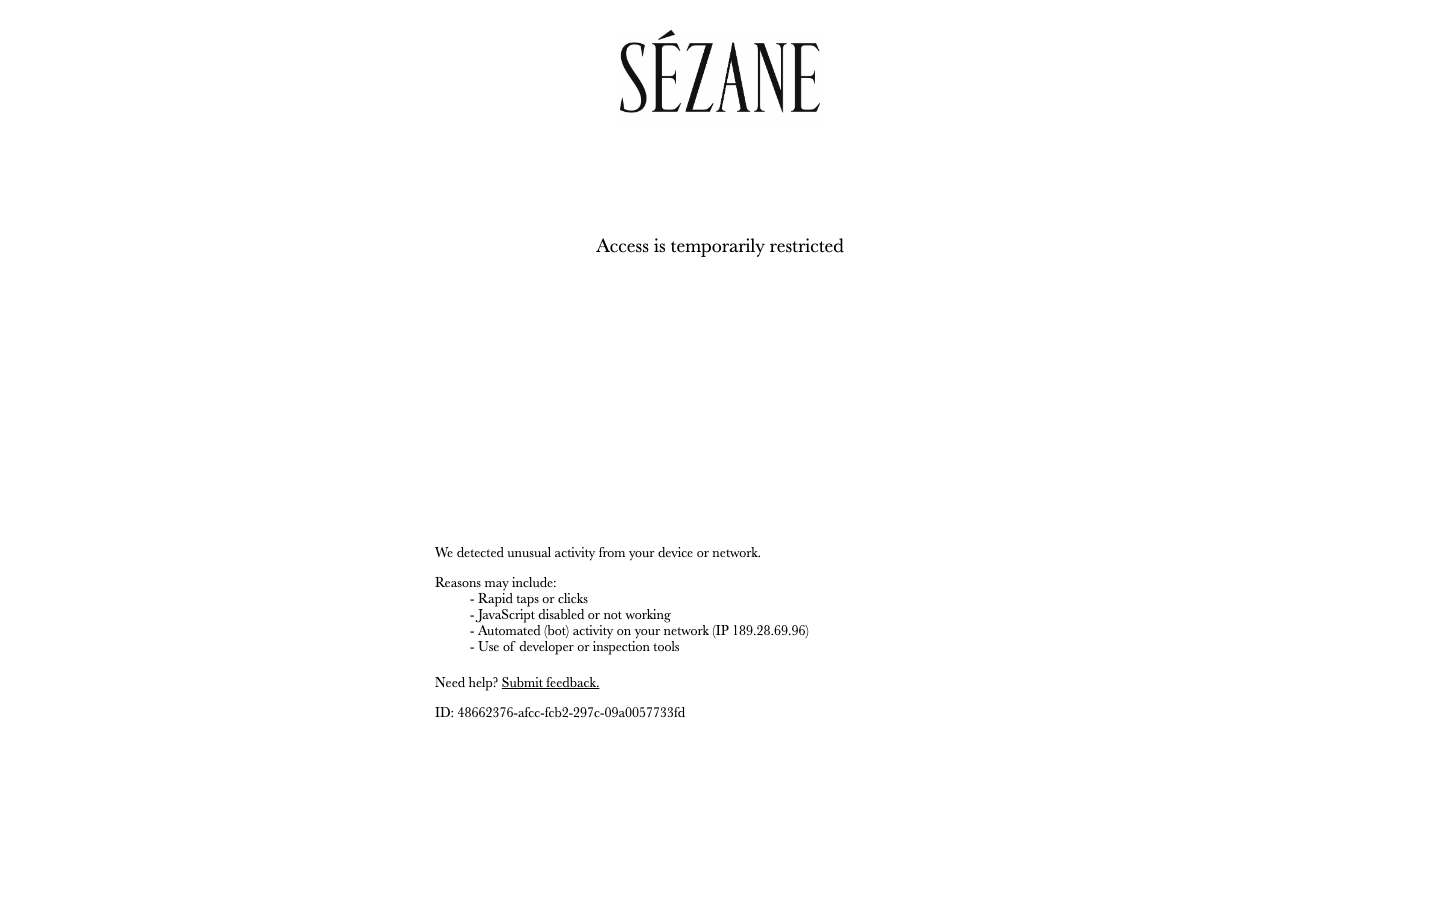 SÉZANE
Access is temporarily restricted
We detected unusual activity from your device or network.
Reasons may include:
- Rapid taps or clicks
- JavaScript disabled or not working
- Automated (bot) activity on your network (IP 189.28.69.96)
- Use of developer or inspection tools
Need help? Submit feedback.
ID: 48662376-afcc-fcb2-297c-09a0057733fd